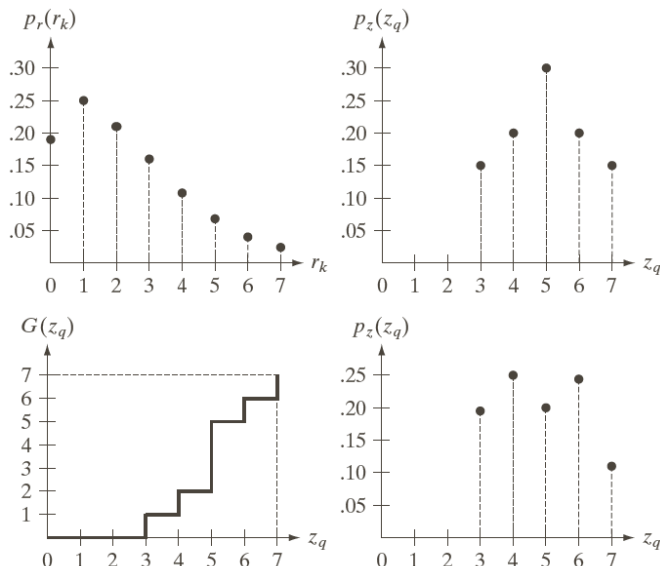 p_r(r_k)
.30
.25
.20
.15
.10
.05
0 1 2 3 4 5 6 7
r_k
p_z(z_q)
.30
.25
.20
.15
.10
.05
0 1 2 3 4 5 6 7
z_q
G(z_q)
7
6
5
4
3
2
1
0 1 2 3 4 5 6 7
z_q
p_z(z_q)
.25
.20
.15
.10
.05
0 1 2 3 4 5 6 7
z_q